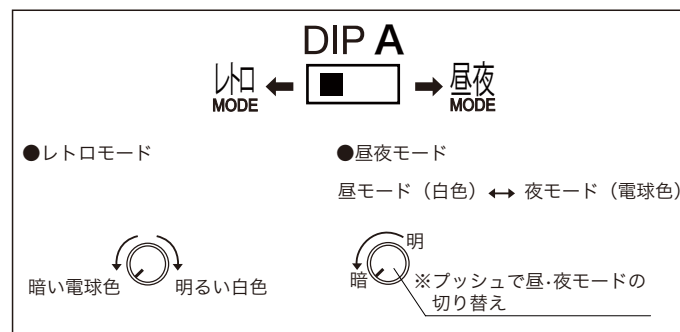 DIP A
レトロ
MODE
昼夜
MODE
●レトロモード
●昼夜モード
昼モード（白色）↔ 夜モード（電球色）
暗い電球色
明るい白色
明
暗
※プッシュで昼・夜モードの
切り替え